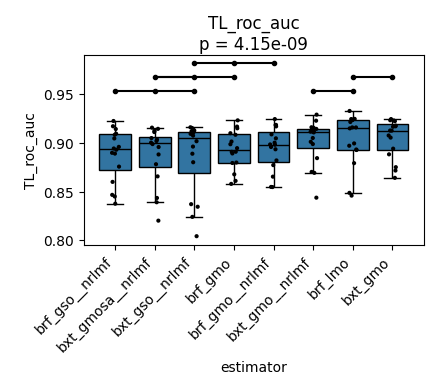 TL_roc_auc
p = 4.15e-09
TL_roc_auc
0.95
0.90
0.85
0.80
brf_gso__nrlmf
bxt_gmosa__nrlmf
bxt_gso__nrlmf
brf_gmo
brf_gmo__nrlmf
bxt_gmo__nrlmf
brf_lmo
bxt_gmo
estimator